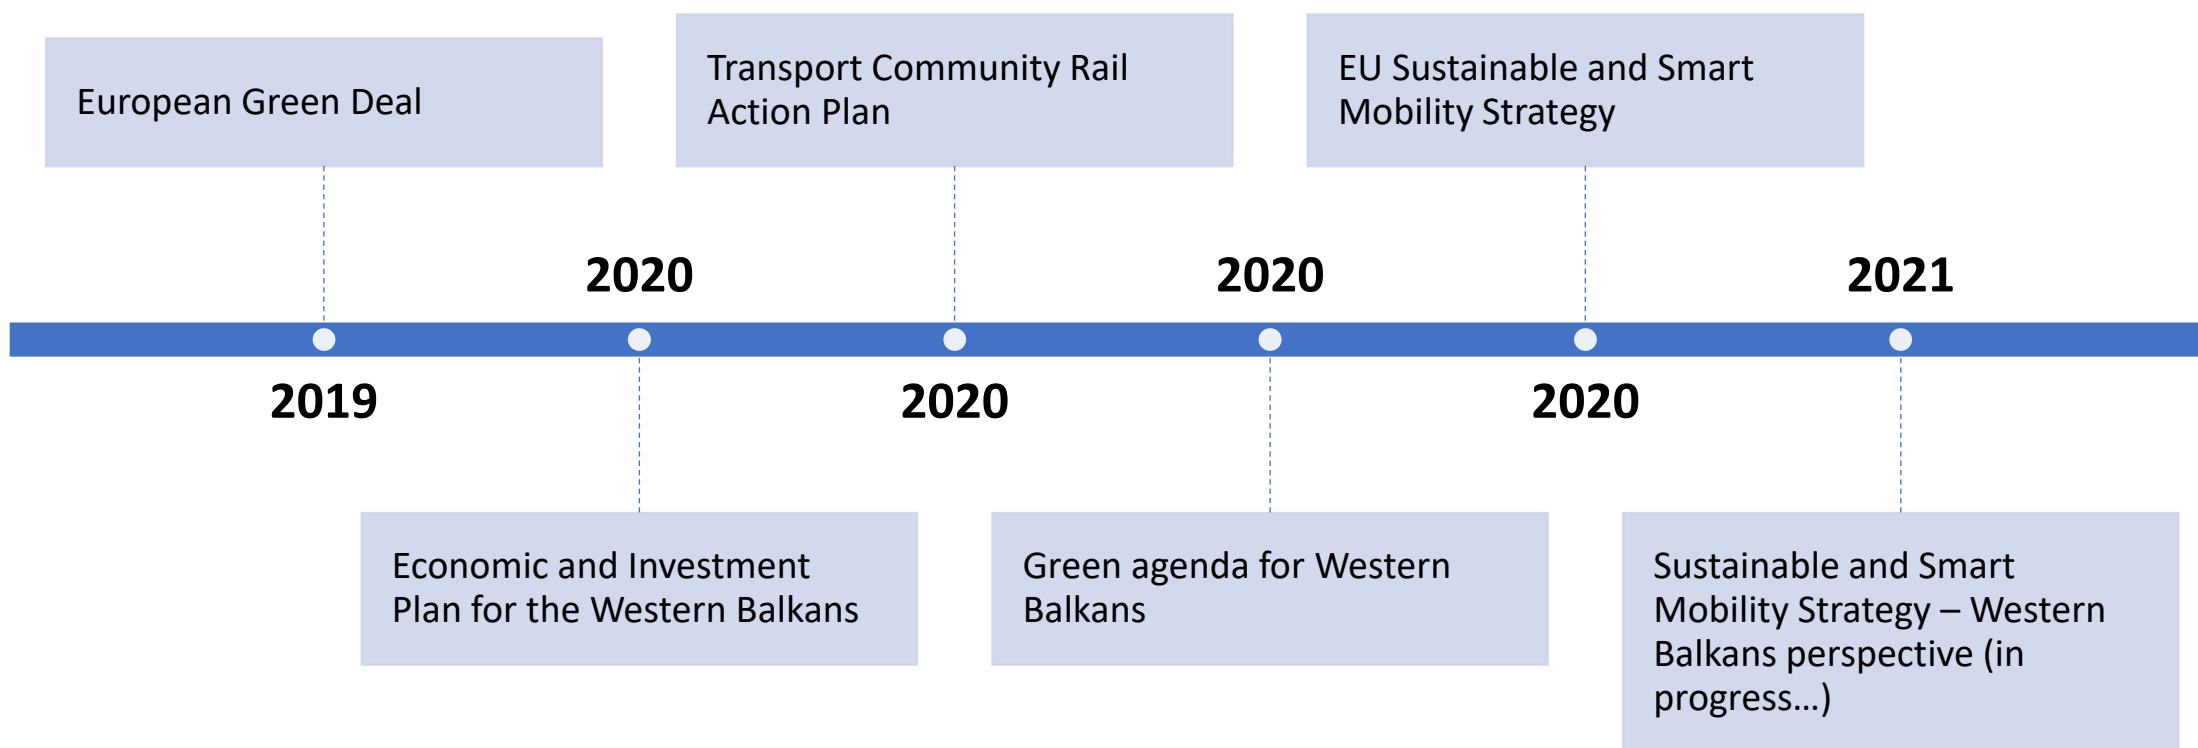 European Green Deal
Transport Community Rail
Action Plan
EU Sustainable and Smart
Mobility Strategy
2020
2020
2021
2019
2020
2020
Economic and Investment
Plan for the Western Balkans
Green agenda for Western
Balkans
Sustainable and Smart
Mobility Strategy – Western
Balkans perspective (in
progress…)